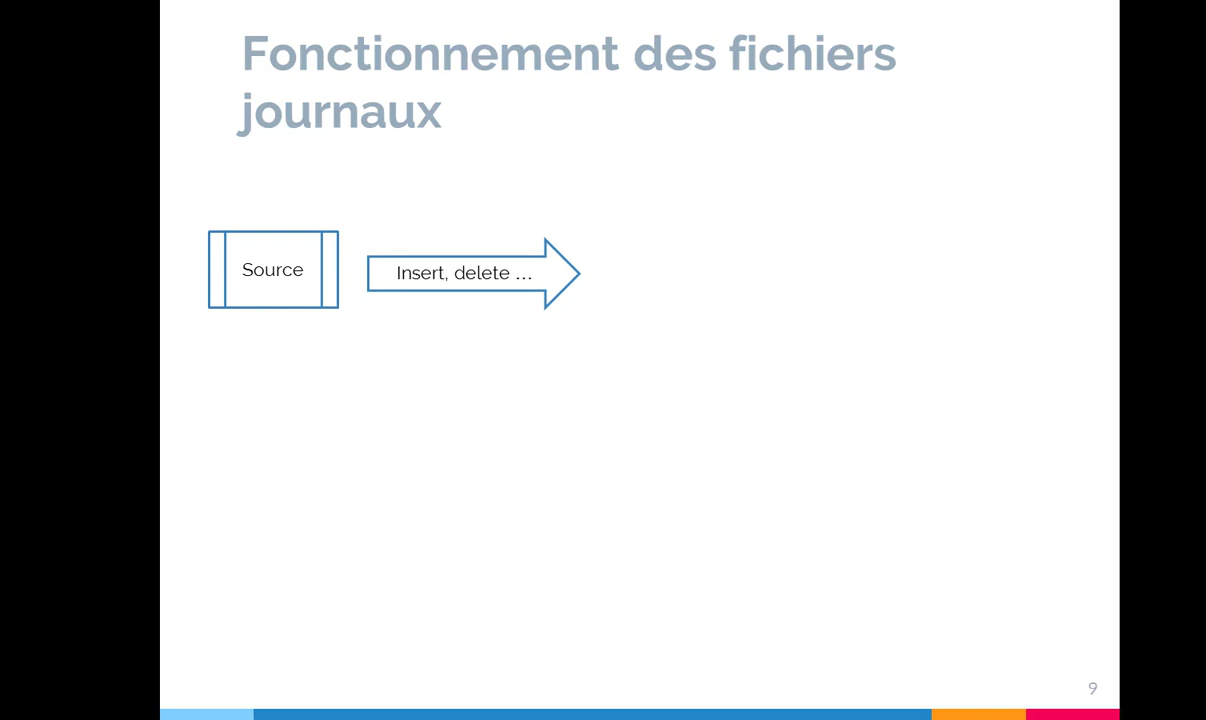 Fonctionnement des fichiers
journaux
Source
Insert, delete …
9